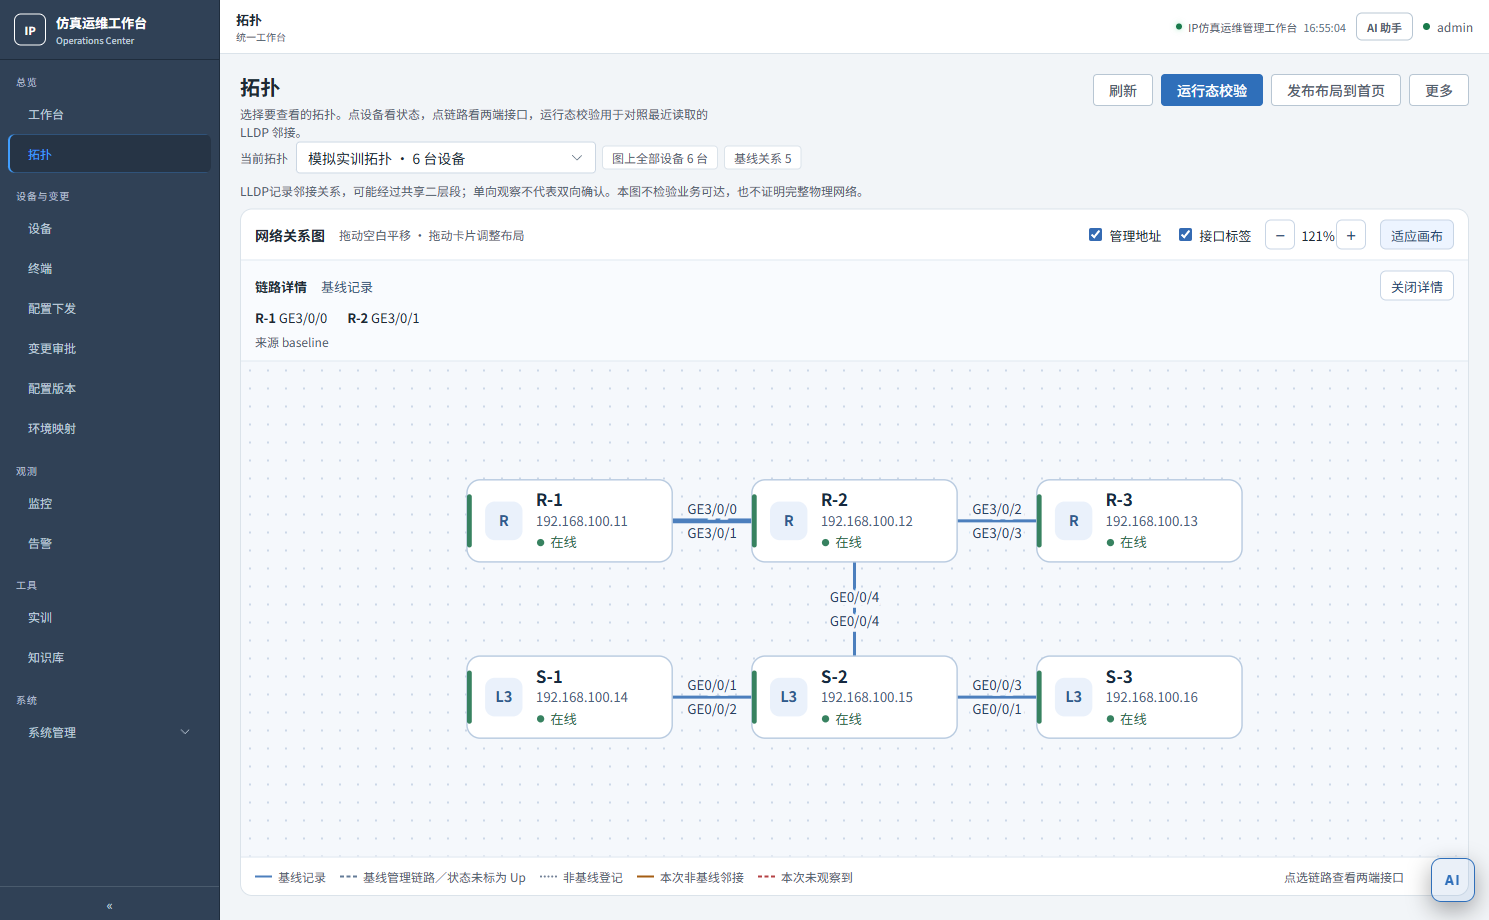 IP
仿真运维工作台
Operations Center
总览
工作台
拓扑
设备与变更
设备
终端
配置下发
变更审批
配置版本
环境映射
观测
监控
告警
工具
实训
知识库
系统
系统管理
«
拓扑
统一工作台
IP仿真运维管理工作台 16:55:04
AI 助手
admin
拓扑
选择要查看的拓扑。点设备看状态，点链路看两端接口，运行态校验用于对照最近读取的
LLDP 邻接。
刷新
运行态校验
发布布局到首页
更多
当前拓扑
模拟实训拓扑 · 6 台设备
图上全部设备 6 台
基线关系 5
LLDP记录邻接关系，可能经过共享二层段；单向观察不代表双向确认。本图不检验业务可达，也不证明完整物理网络。
网络关系图 拖动空白平移 · 拖动卡片调整布局
管理地址
接口标签
−
121%
+
适应画布
链路详情 基线记录
关闭详情
R-1 GE3/0/0 R-2 GE3/0/1
来源 baseline
R
R-1
192.168.100.11
在线
GE3/0/0
GE3/0/1
R
R-2
192.168.100.12
在线
GE3/0/2
GE3/0/3
R
R-3
192.168.100.13
在线
GE0/0/4
GE0/0/4
L3
S-1
192.168.100.14
在线
GE0/0/1
GE0/0/2
L3
S-2
192.168.100.15
在线
GE0/0/3
GE0/0/1
L3
S-3
192.168.100.16
在线
基线记录
基线管理链路／状态未标为 Up
非基线登记
本次非基线邻接
本次未观察到
点选链路查看两端接口
AI